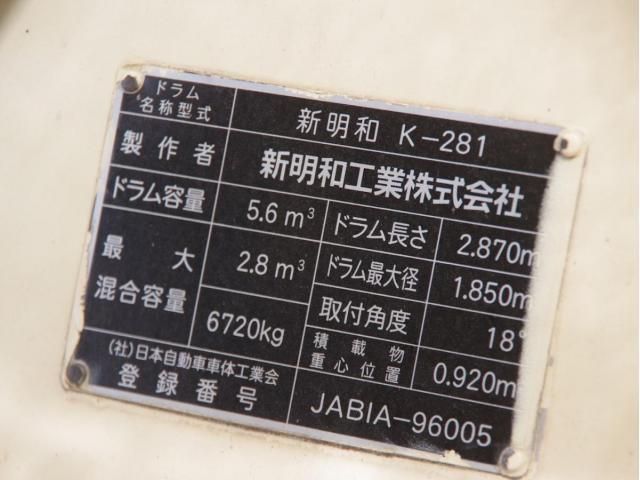 ドラム
名称型式
新明和 K-281
製作者
新明和工業株式会社
ドラム容量
5.6 m³
ドラム長さ
2.870m
最大
混合容量
2.8 m³
ドラム最大径
1.850m
6720kg
取付角度
18°
積載物
重心位置
0.920m
(社)日本自動車車体工業会
登録番号
JABIA-96005